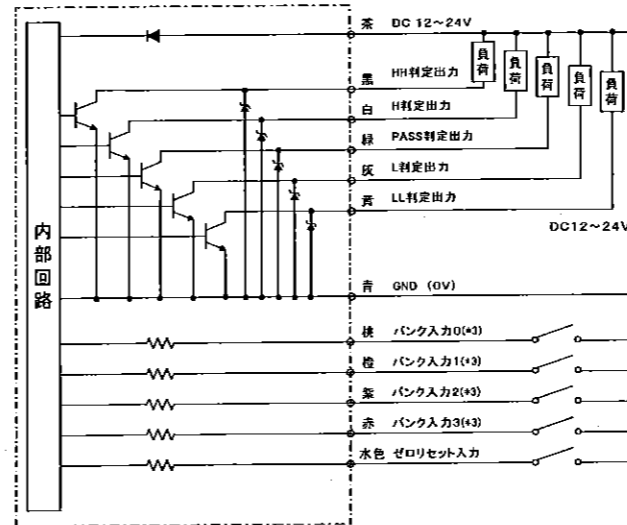 茶 DC 12～24V
負荷
負荷
負荷
負荷
負荷
黒 HH判定出力
白 H判定出力
緑 PASS判定出力
灰 L判定出力
黄 LL判定出力
DC12～24V
内部回路
青 GND (0V)
桃 バンク入力0(*3)
橙 バンク入力1(*3)
紫 バンク入力2(*3)
赤 バンク入力3(*3)
水色 ゼロリセット入力